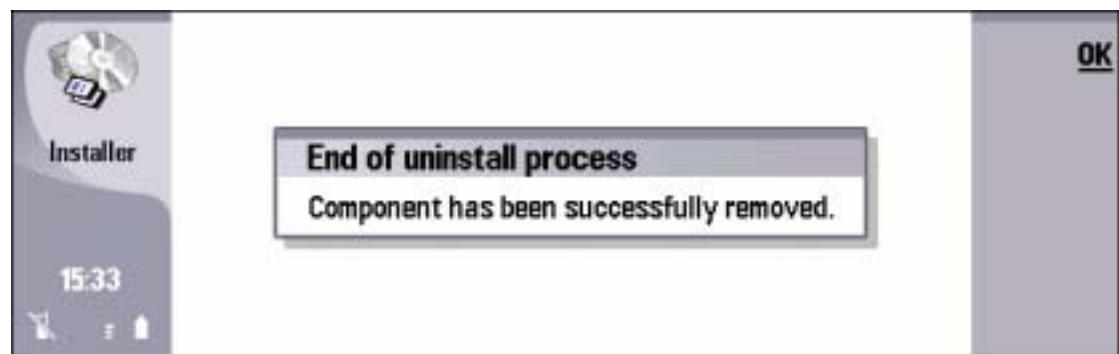 OK
Installer
End of uninstall process
Component has been successfully removed.
15:33